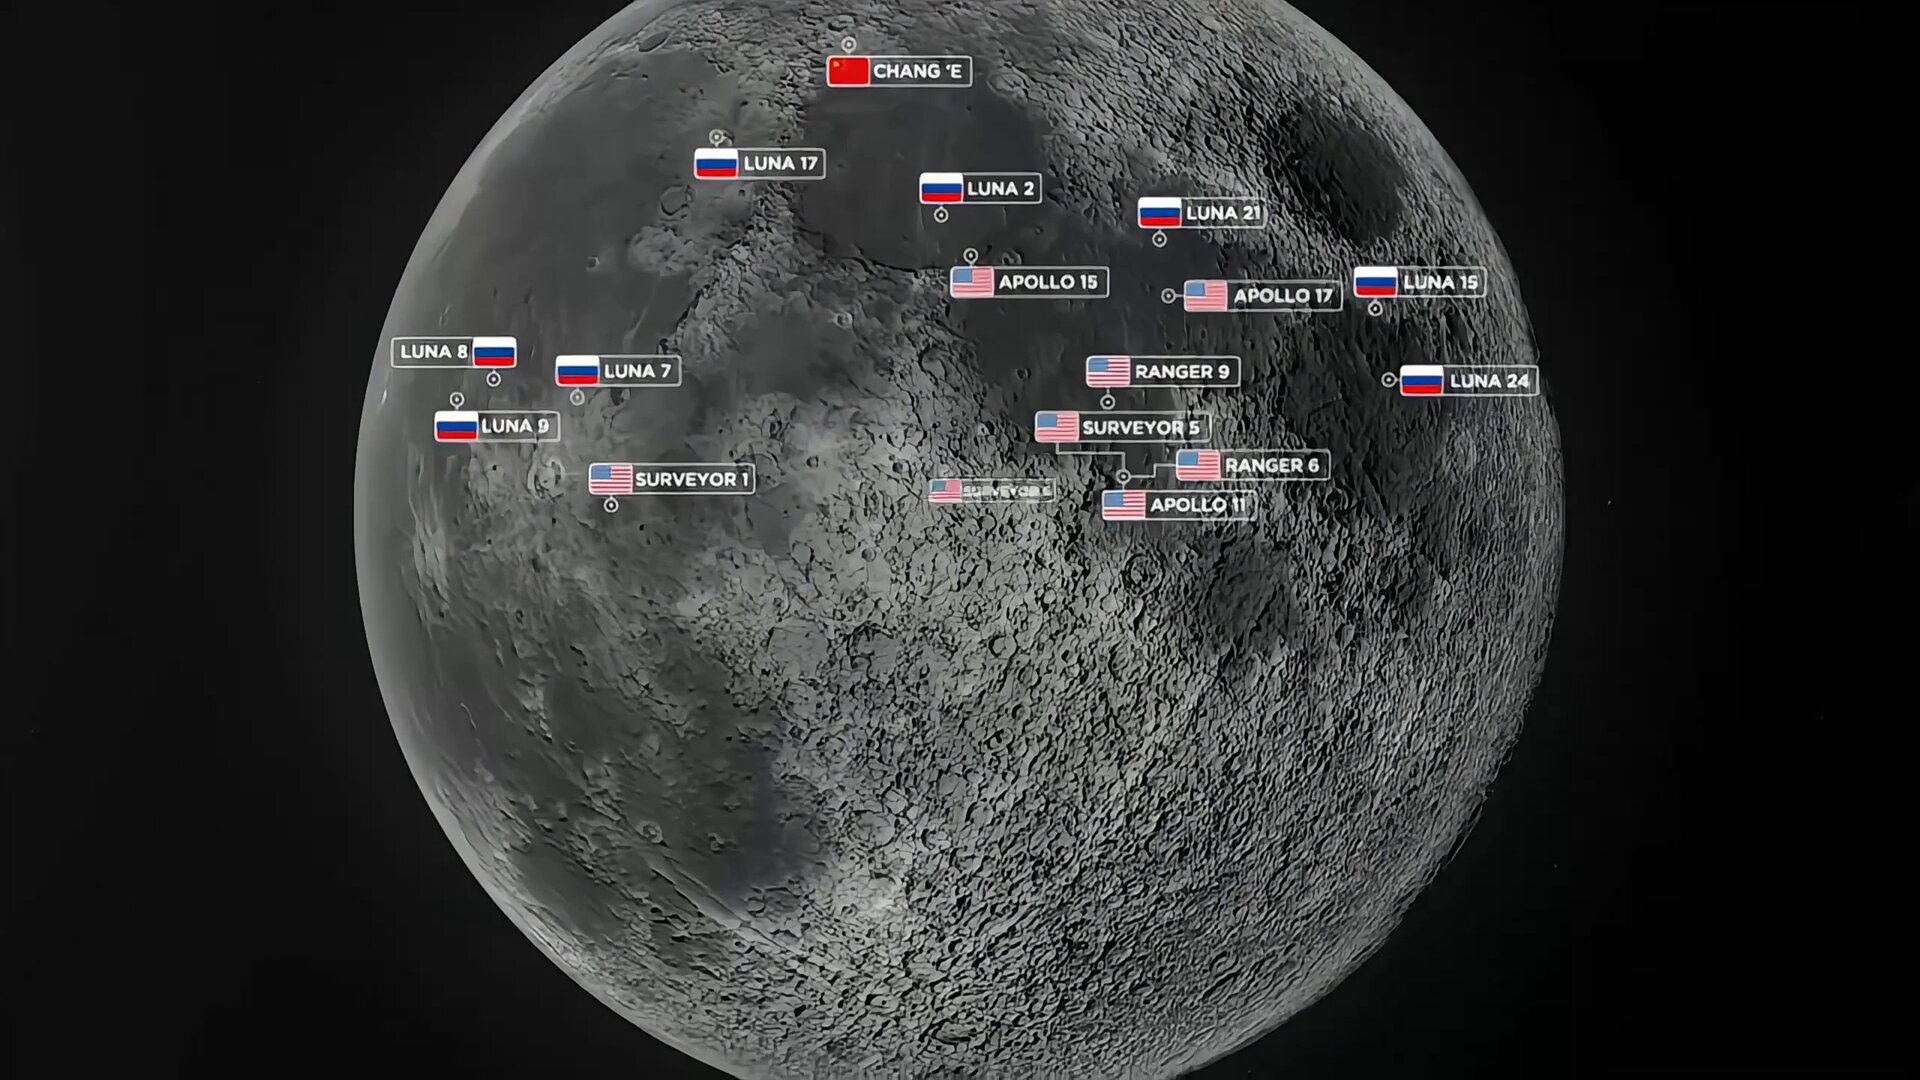 CHANG 'E
LUNA 17
LUNA 2
LUNA 21
APOLLO 15
APOLLO 17
LUNA 15
LUNA 8
LUNA 7
RANGER 9
LUNA 24
LUNA 9
SURVEYOR 5
SURVEYOR 1
RANGER 6
APOLLO 11